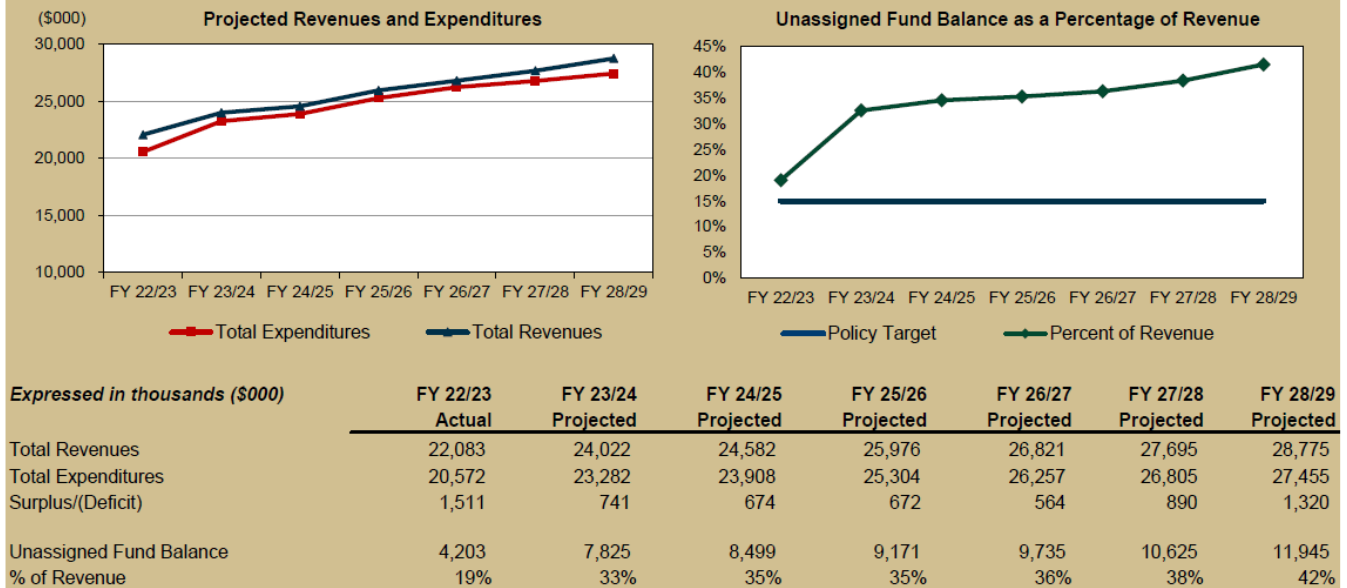 ($000) Projected Revenues and Expenditures
30,000
25,000
20,000
15,000
10,000
FY 22/23 FY 23/24 FY 24/25 FY 25/26 FY 26/27 FY 27/28 FY 28/29
Total Expenditures Total Revenues
Unassigned Fund Balance as a Percentage of Revenue
45%
40%
35%
30%
25%
20%
15%
10%
5%
0%
FY 22/23 FY 23/24 FY 24/25 FY 25/26 FY 26/27 FY 27/28 FY 28/29
Policy Target Percent of Revenue
Expressed in thousands ($000) FY 22/23 FY 23/24 FY 24/25 FY 25/26 FY 26/27 FY 27/28 FY 28/29
Actual Projected Projected Projected Projected Projected Projected
Total Revenues 22,083 24,022 24,582 25,976 26,821 27,695 28,775
Total Expenditures 20,572 23,282 23,908 25,304 26,257 26,805 27,455
Surplus/(Deficit) 1,511 741 674 672 564 890 1,320
Unassigned Fund Balance 4,203 7,825 8,499 9,171 9,735 10,625 11,945
% of Revenue 19% 33% 35% 35% 36% 38% 42%